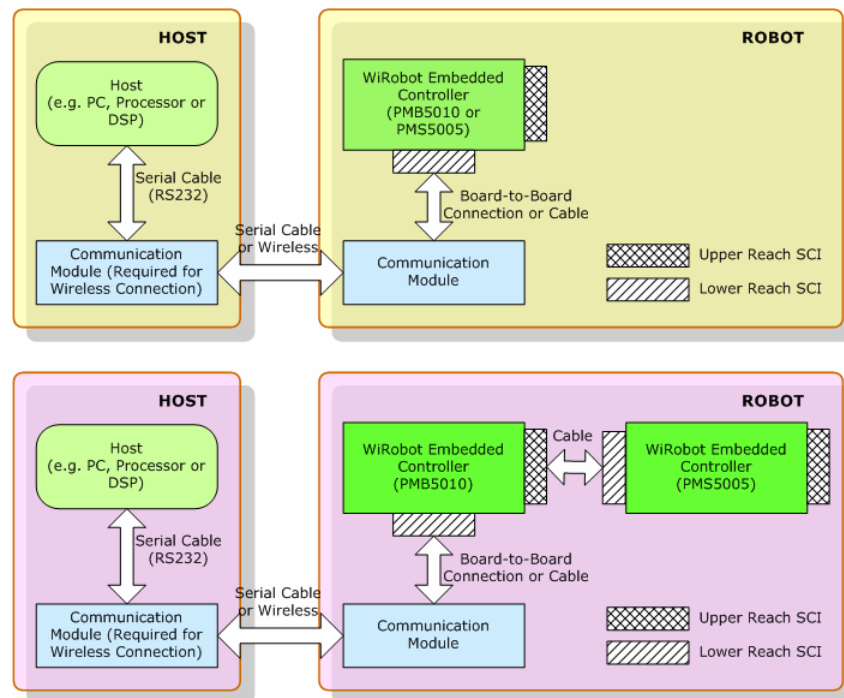 HOST
Host
(e.g. PC, Processor or
DSP)
Serial Cable
(RS232)
Communication
Module (Required for
Wireless Connection)
Serial Cable
or Wireless
ROBOT
WiRobot Embedded
Controller
(PMB5010 or
PMS5005)
Board-to-Board
Connection or Cable
Communication
Module
Upper Reach SCI
Lower Reach SCI
HOST
Host
(e.g. PC, Processor or
DSP)
Serial Cable
(RS232)
Communication
Module (Required for
Wireless Connection)
Serial Cable
or Wireless
ROBOT
WiRobot Embedded
Controller
(PMB5010)
Cable
WiRobot Embedded
Controller
(PMS5005)
Board-to-Board
Connection or Cable
Communication
Module
Upper Reach SCI
Lower Reach SCI